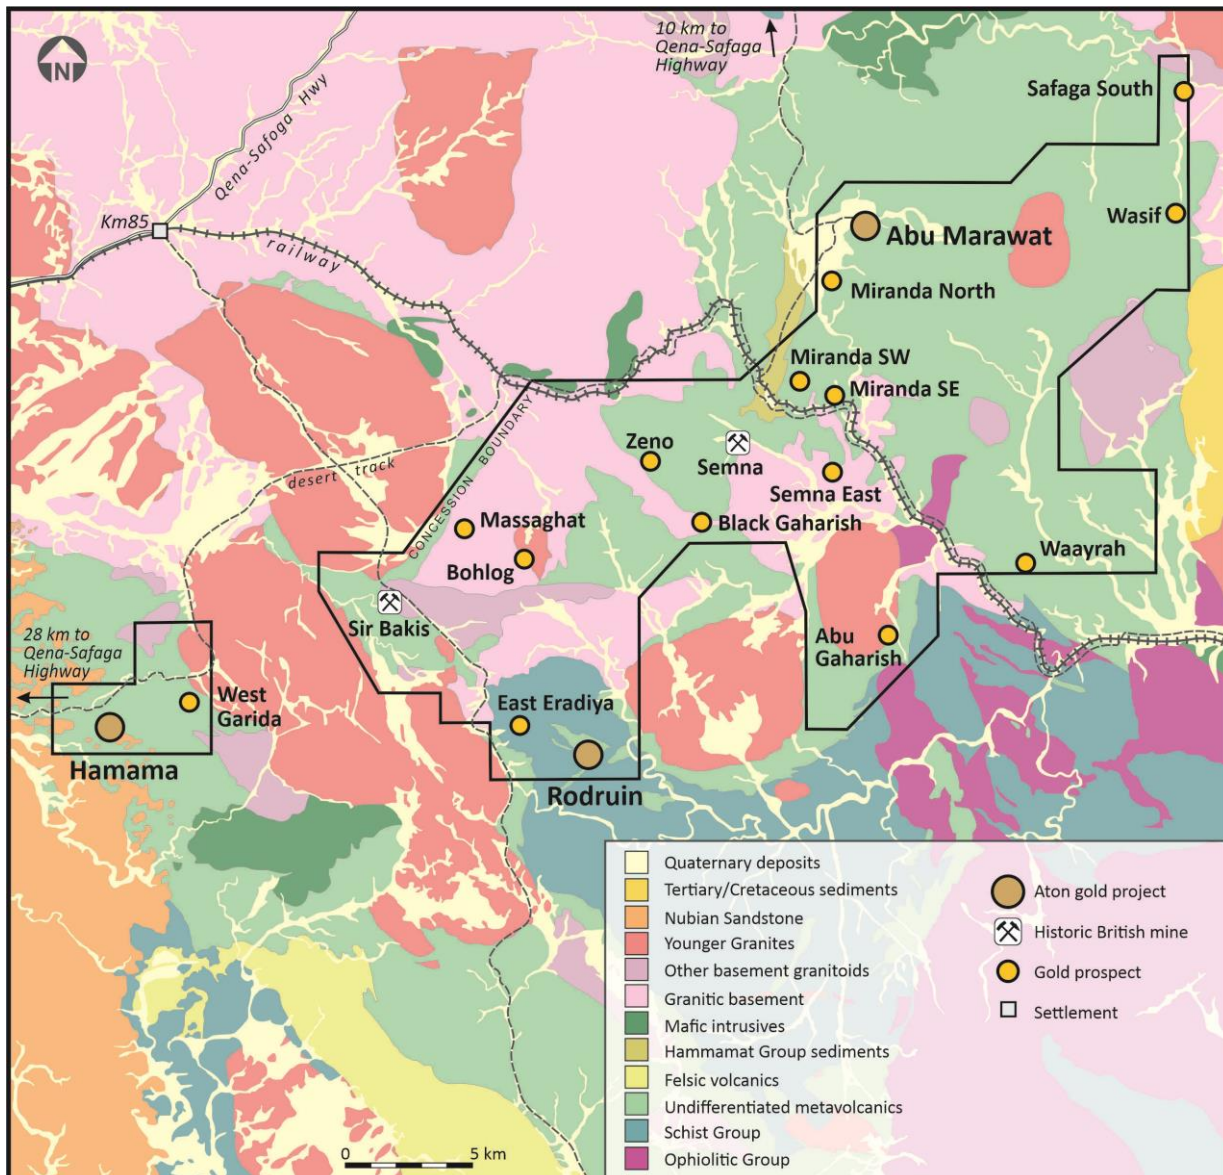 10 km to
Qena-Safaga
Highway
N
Safaga South
Qena-Safoga Hwy
Km85
Wasif
Abu Marawat
railway
Miranda North
Miranda SW
Miranda SE
CONCESSION BOUNDARY
Zeno
Semna
desert track
Semna East
Massaghat
Black Gaharish
Bohlog
Waayrah
Sir Bakis
28 km to
Qena-Safaga
Highway
Abu
Gaharish
West
Garida
East Eradiya
Hamama
Rodruin
Quaternary deposits
Tertiary/Cretaceous sediments
Nubian Sandstone
Younger Granites
Other basement granitoids
Granitic basement
Mafic intrusives
Hammamat Group sediments
Felsic volcanics
Undifferentiated metavolcanics
Schist Group
Ophiolitic Group
Aton gold project
Historic British mine
Gold prospect
Settlement
0 5 km